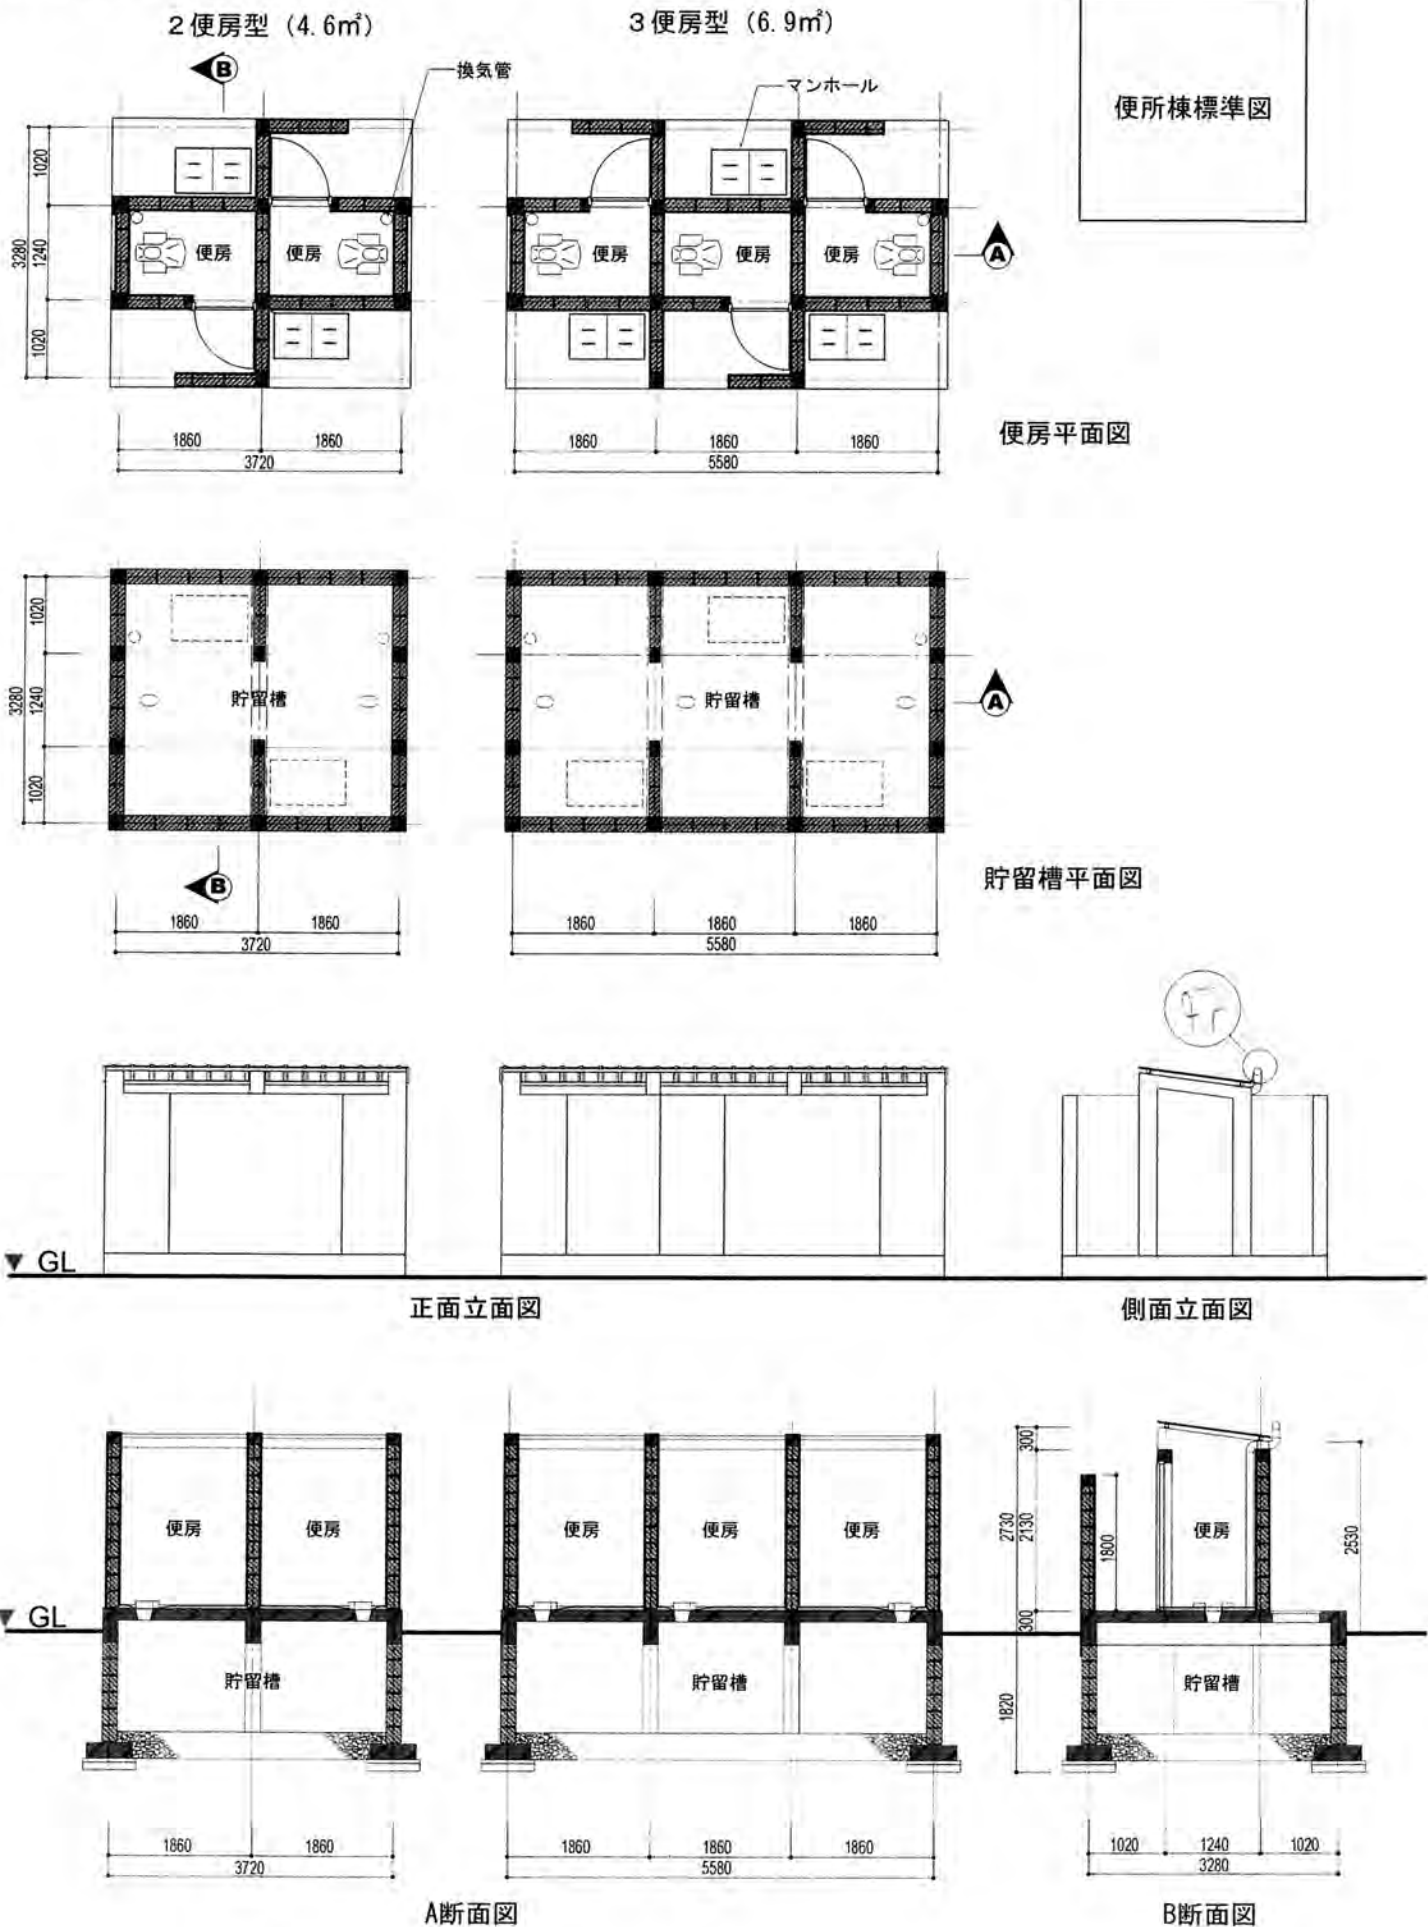 2便房型 (4.6㎡)
3便房型 (6.9㎡)
便所棟標準図
B
換気管
マンホール
1020
1240
1020
3280
便房
便房
便房
便房
便房
A
1860
1860
3720
1860
1860
1860
5580
便房平面図
1020
1240
1020
3280
貯留槽
貯留槽
A
B
1860
1860
3720
1860
1860
1860
5580
貯留槽平面図
GL
正面立面図
側面立面図
便房
便房
便房
便房
便房
便房
300
2130
2730
300
1800
2530
1820
GL
貯留槽
貯留槽
貯留槽
1860
1860
3720
1860
1860
1860
5580
1020
1240
1020
3280
A断面図
B断面図